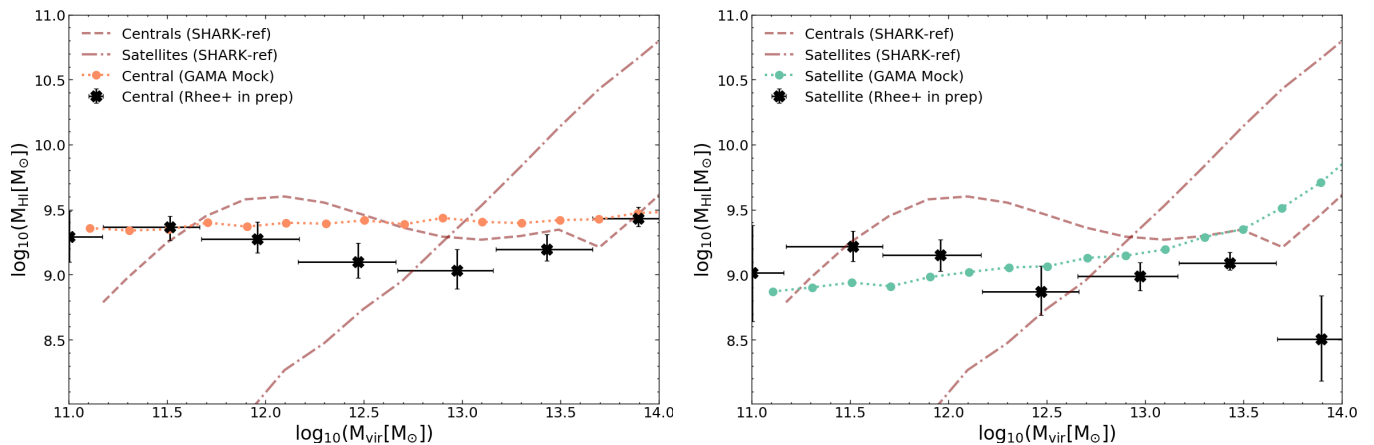 11.0
10.5
10.0
9.5
9.0
8.5
log10(MHI[M⊙])
Centrals (SHARK-ref)
Satellites (SHARK-ref)
Central (GAMA Mock)
Central (Rhee+ in prep)
11.0 11.5 12.0 12.5 13.0 13.5 14.0
log10(Mvir[M⊙])
11.0
10.5
10.0
9.5
9.0
8.5
log10(MHI[M⊙])
Centrals (SHARK-ref)
Satellites (SHARK-ref)
Satellite (GAMA Mock)
Satellite (Rhee+ in prep)
11.0 11.5 12.0 12.5 13.0 13.5 14.0
log10(Mvir[M⊙])